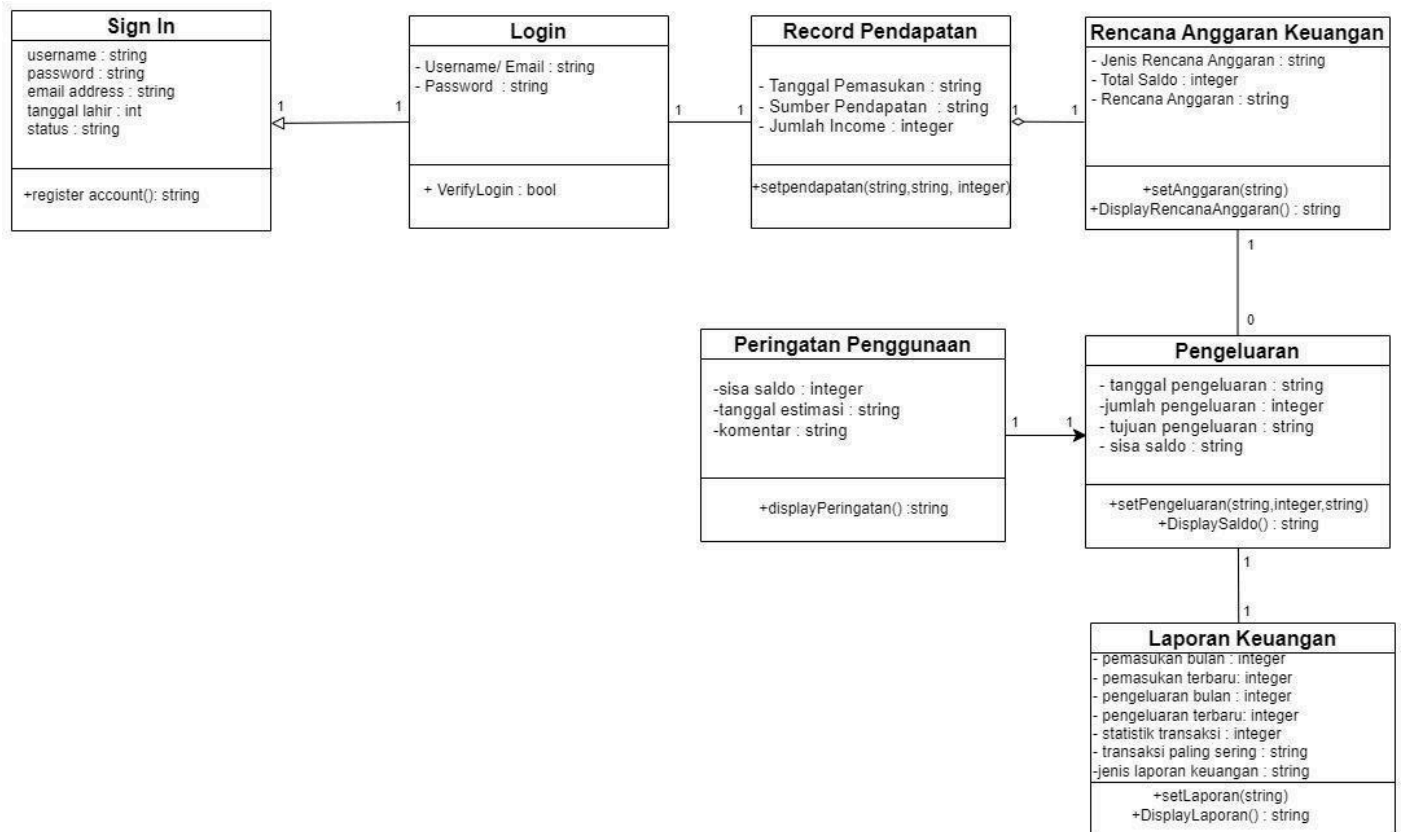 Sign In
username : string
password : string
email address : string
tanggal lahir : int
status : string
+register account(): string
1
1
Login
- Username/ Email : string
- Password : string
+ VerifyLogin : bool
1
1
Record Pendapatan
- Tanggal Pemasukan : string
- Sumber Pendapatan : string
- Jumlah Income : integer
+setpendapatan(string,string, integer)
1
1
Rencana Anggaran Keuangan
- Jenis Rencana Anggaran : string
- Total Saldo : integer
- Rencana Anggaran : string
+setAnggaran(string)
+DisplayRencanaAnggaran() : string
1
0
Peringatan Penggunaan
-sisa saldo : integer
-tanggal estimasi : string
-komentar : string
+displayPeringatan() :string
1
1
Pengeluaran
- tanggal pengeluaran : string
-jumlah pengeluaran : integer
- tujuan pengeluaran : string
- sisa saldo : string
+setPengeluaran(string,integer,string)
+DisplaySaldo() : string
1
1
Laporan Keuangan
- pemasukan bulan : integer
- pemasukan terbaru: integer
- pengeluaran bulan : integer
- pengeluaran terbaru: integer
- statistik transaksi : integer
- transaksi paling sering : string
-jenis laporan keuangan : string
+setLaporan(string)
+DisplayLaporan() : string